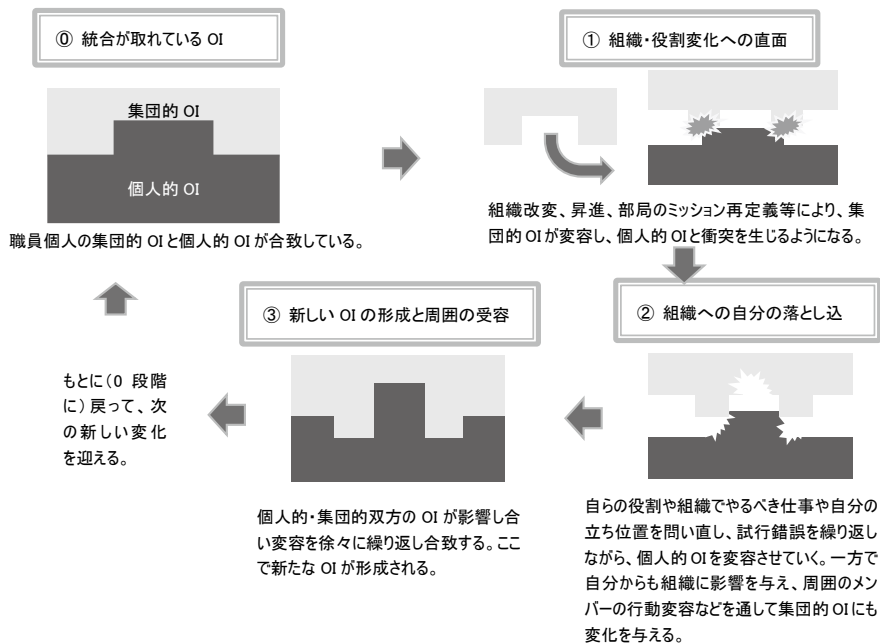 ⓪ 統合が取れている OI
集団的 OI
個人的 OI
職員個人の集団的 OI と個人的 OI が合致している。
① 組織・役割変化への直面
組織改変、昇進、部局のミッション再定義等により、集
団的 OI が変容し、個人的 OI と衝突を生じるようになる。
② 組織への自分の落とし込
自らの役割や組織でやるべき仕事や自分の
立ち位置を問い直し、試行錯誤を繰り返し
ながら、個人的 OI を変容させていく。一方で
自分からも組織に影響を与え、周囲のメン
バーの行動変容などを通して集団的 OI にも
変化を与える。
③ 新しい OI の形成と周囲の受容
個人的・集団的双方の OI が影響し合
い変容を徐々に繰り返し合致する。ここ
で新たな OI が形成される。
もとに（0 段階
に）戻って、次
の新しい変化
を迎える。